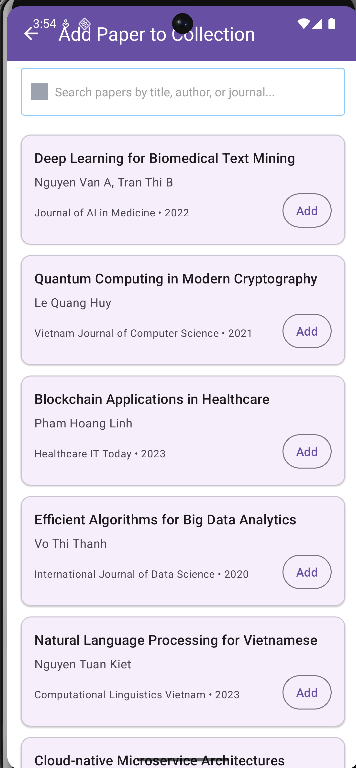 3:54
Add Paper to Collection
Search papers by title, author, or journal...
Deep Learning for Biomedical Text Mining
Nguyen Van A, Tran Thi B
Journal of AI in Medicine • 2022
Add
Quantum Computing in Modern Cryptography
Le Quang Huy
Vietnam Journal of Computer Science • 2021
Add
Blockchain Applications in Healthcare
Pham Hoang Linh
Healthcare IT Today • 2023
Add
Efficient Algorithms for Big Data Analytics
Vo Thi Thanh
International Journal of Data Science • 2020
Add
Natural Language Processing for Vietnamese
Nguyen Tuan Kiet
Computational Linguistics Vietnam • 2023
Add
Cloud-native Microservice Architectures